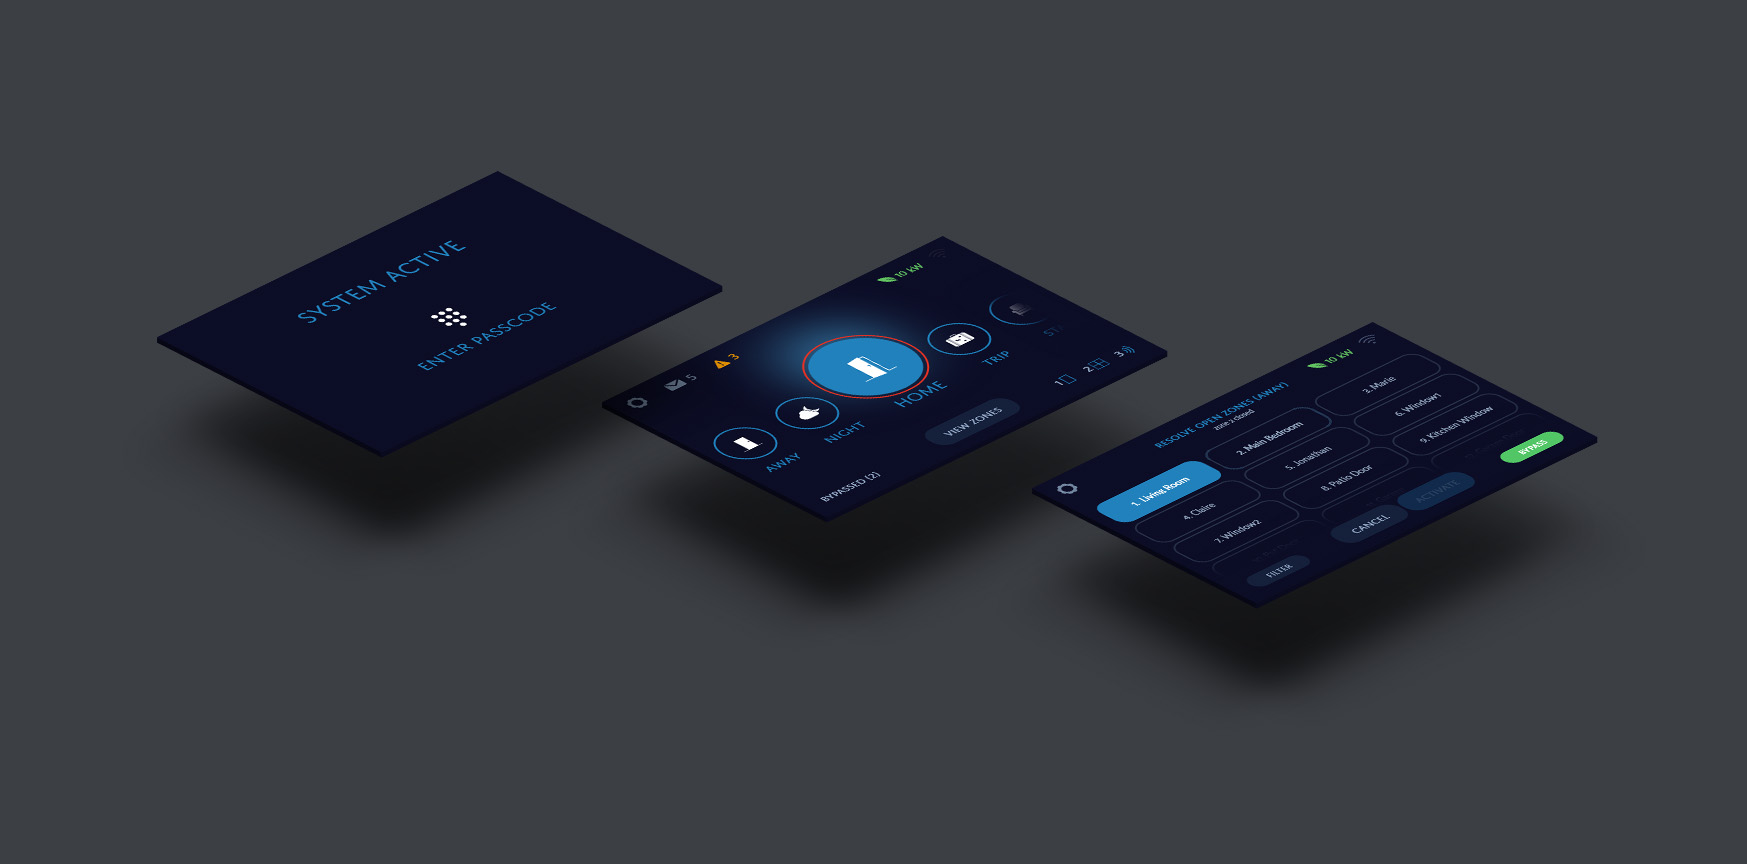 SYSTEM ACTIVE
ENTER PASSCODE
10 kW
5
3
AWAY
NIGHT
HOME
TRIP
BYPASSED (2)
VIEW ZONES
1
2
3
10 kW
RESOLVE OPEN ZONES (AWAY)
zone 2 closed
1. Living Room
2. Main Bedroom
3. Marie
4. Claire
5. Jonathan
6. Window1
7. Window2
8. Patio Door
9. Kitchen Window
FILTER
CANCEL
ACTIVATE
BYPASS